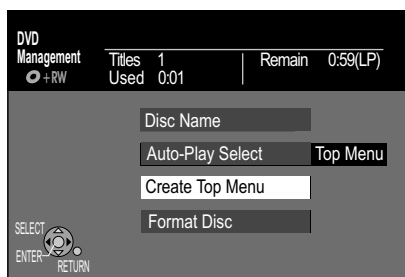 DVD
Management
+RW
Titles 1
Used 0:01
Remain 0:59(LP)
Disc Name
Auto-Play Select Top Menu
Create Top Menu
Format Disc
SELECT
ENTER
RETURN